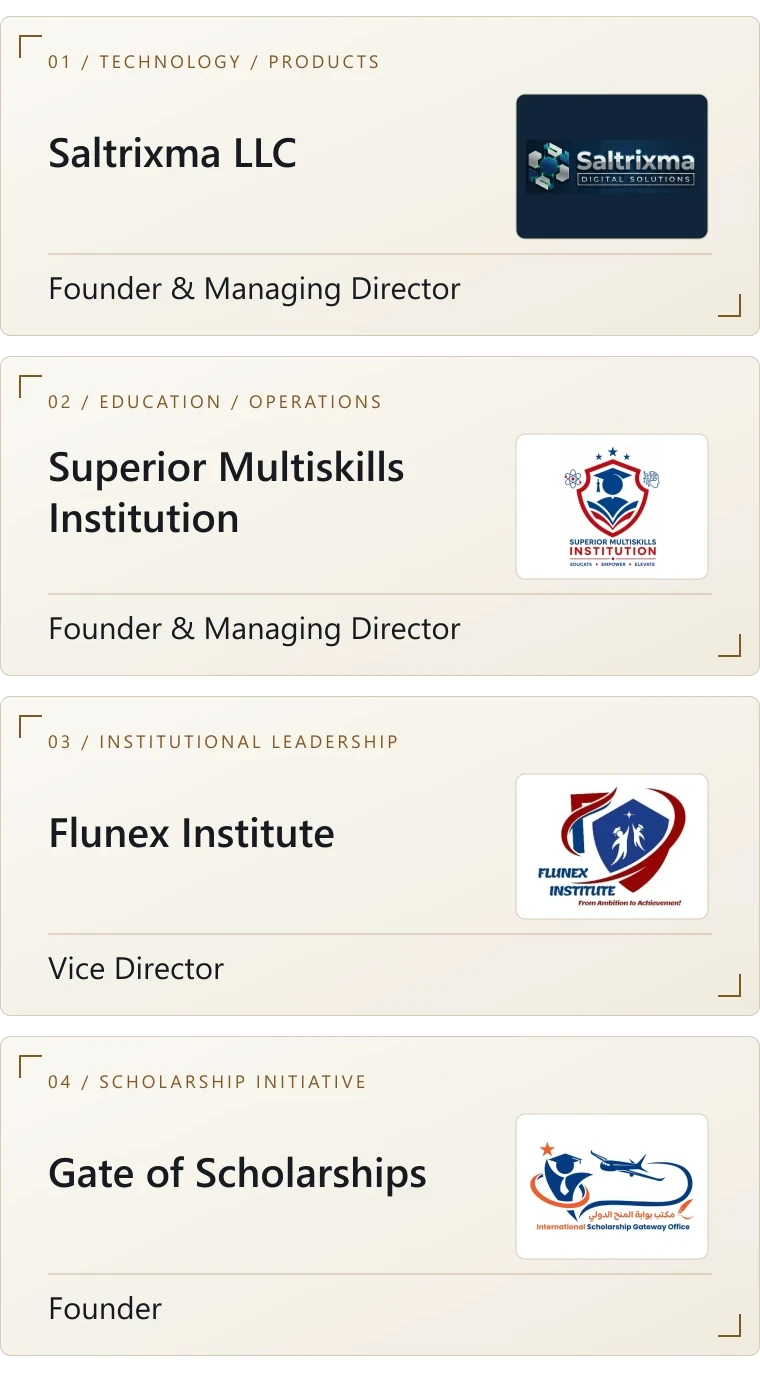 01 / TECHNOLOGY / PRODUCTS
Saltrixma LLC
Saltrixma
DIGITAL SOLUTIONS
Founder & Managing Director
02 / EDUCATION / OPERATIONS
Superior Multiskills
Institution
SUPERIOR MULTISKILLS
INSTITUTION
EDUCATE • EMPOWER • ELEVATE
Founder & Managing Director
03 / INSTITUTIONAL LEADERSHIP
Flunex Institute
FLUNEX
INSTITUTE
From Ambition to Achievement!
Vice Director
04 / SCHOLARSHIP INITIATIVE
Gate of Scholarships
مكتب بوابة المنح الدولي
International Scholarship Gateway Office
Founder